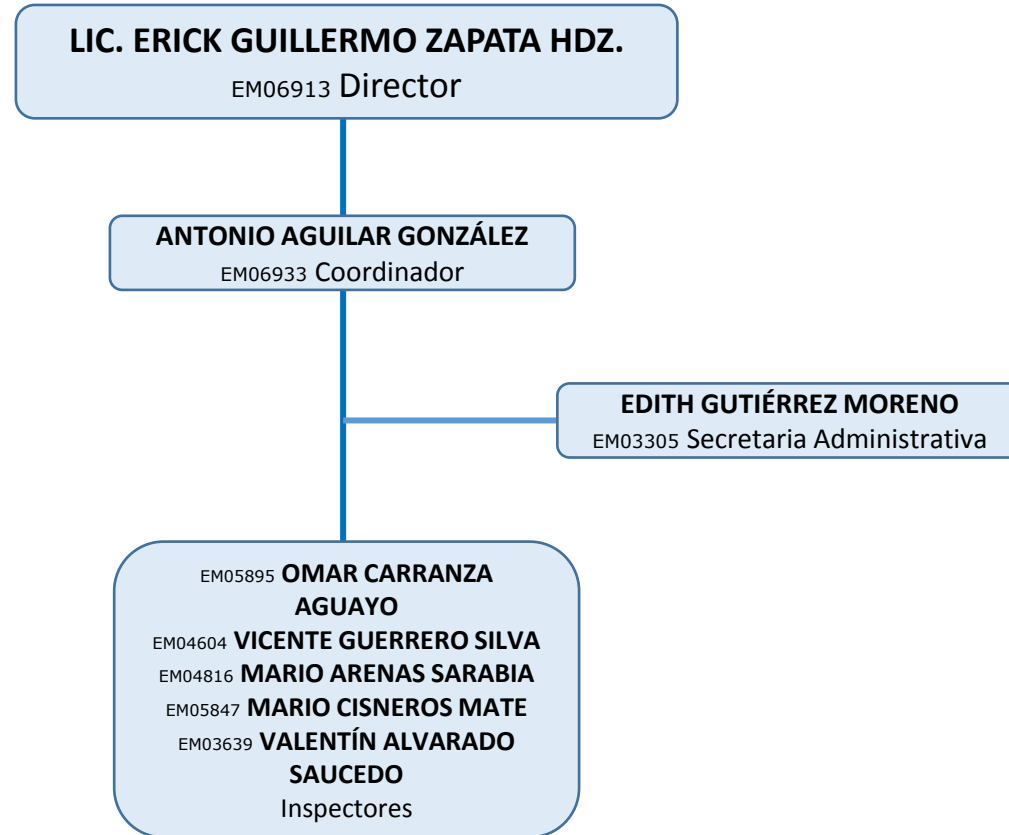 LIC. ERICK GUILLERMO ZAPATA HDZ.
EM06913 Director
ANTONIO AGUILAR GONZÁLEZ
EM06933 Coordinador
EDITH GUTIÉRREZ MORENO
EM03305 Secretaria Administrativa
EM05895 OMAR CARRANZA
AGUAYO
EM04604 VICENTE GUERRERO SILVA
EM04816 MARIO ARENAS SARABIA
EM05847 MARIO CISNEROS MATE
EM03639 VALENTÍN ALVARADO
SAUCEDO
Inspectores